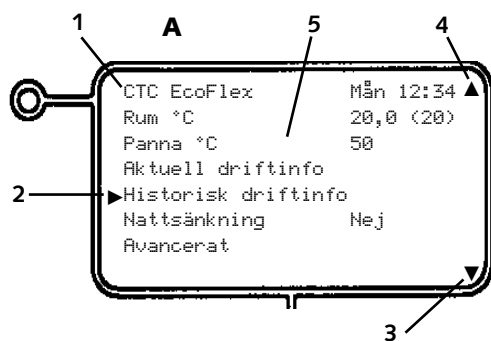 1 A 5 4
CTC EcoFlex Mån 12:34
Rum °C 20,0 (20)
Panna °C 50
Aktuell driftinfo
2 Historisk driftinfo
Nattsänkning Nej
Avancerat
3